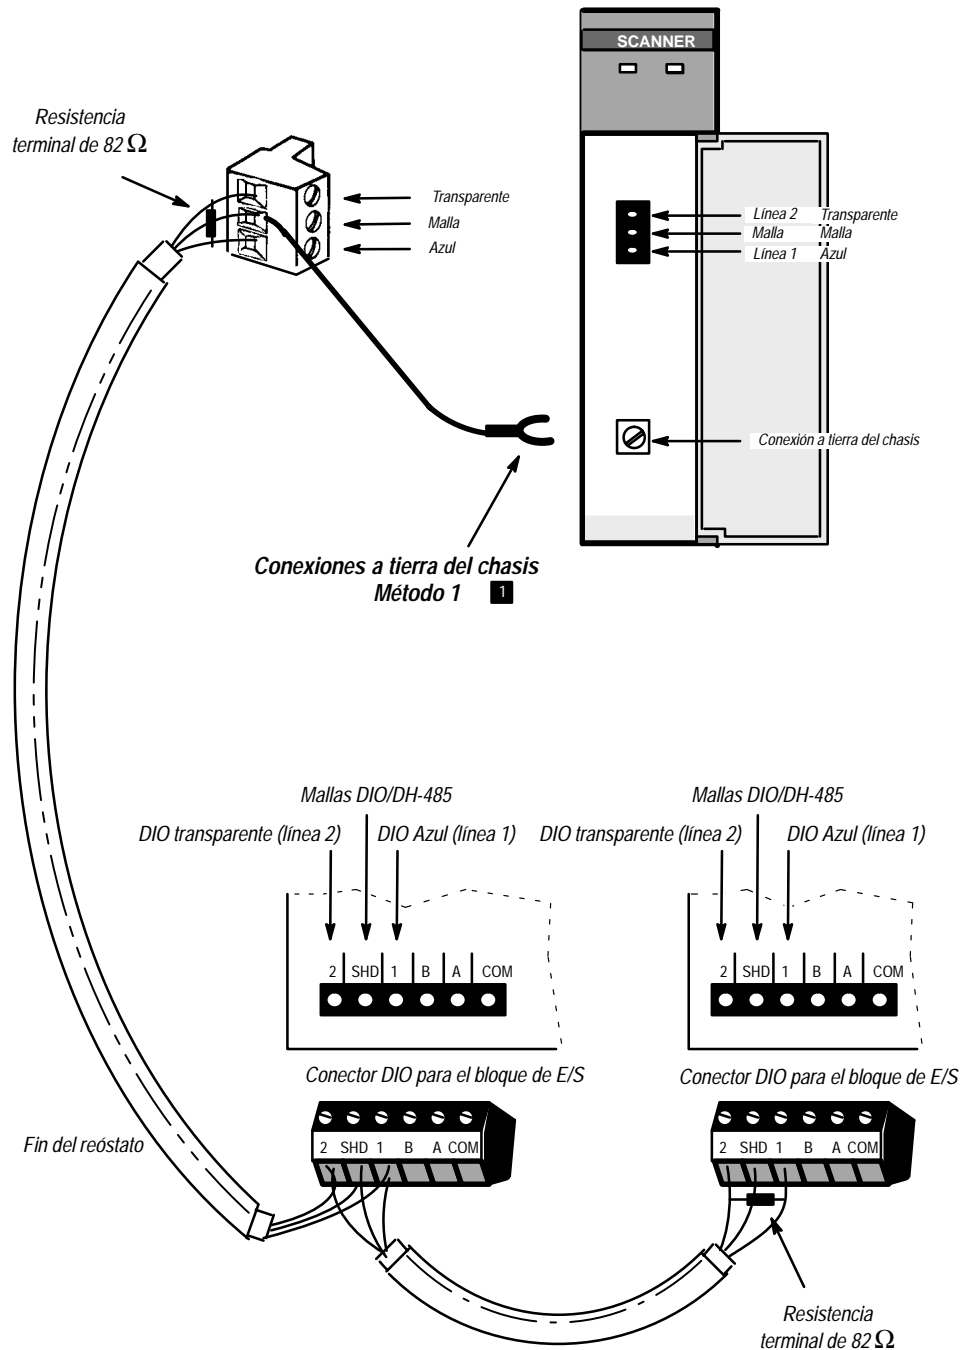 SCANNER
Resistencia
terminal de 82 Ω
Transparente
Malla
Azul
Línea 2 Transparente
Malla Malla
Línea 1 Azul
Conexión a tierra del chasis
Conexiones a tierra del chasis
Método 1 1
Mallas DIO/DH-485
Mallas DIO/DH-485
DIO transparente (línea 2) DIO Azul (línea 1)
DIO transparente (línea 2) DIO Azul (línea 1)
2 SHD 1 B A COM
2 SHD 1 B A COM
Conector DIO para el bloque de E/S
Conector DIO para el bloque de E/S
Fin del reóstato
2 SHD 1 B A COM
2 SHD 1 B A COM
Resistencia
terminal de 82 Ω